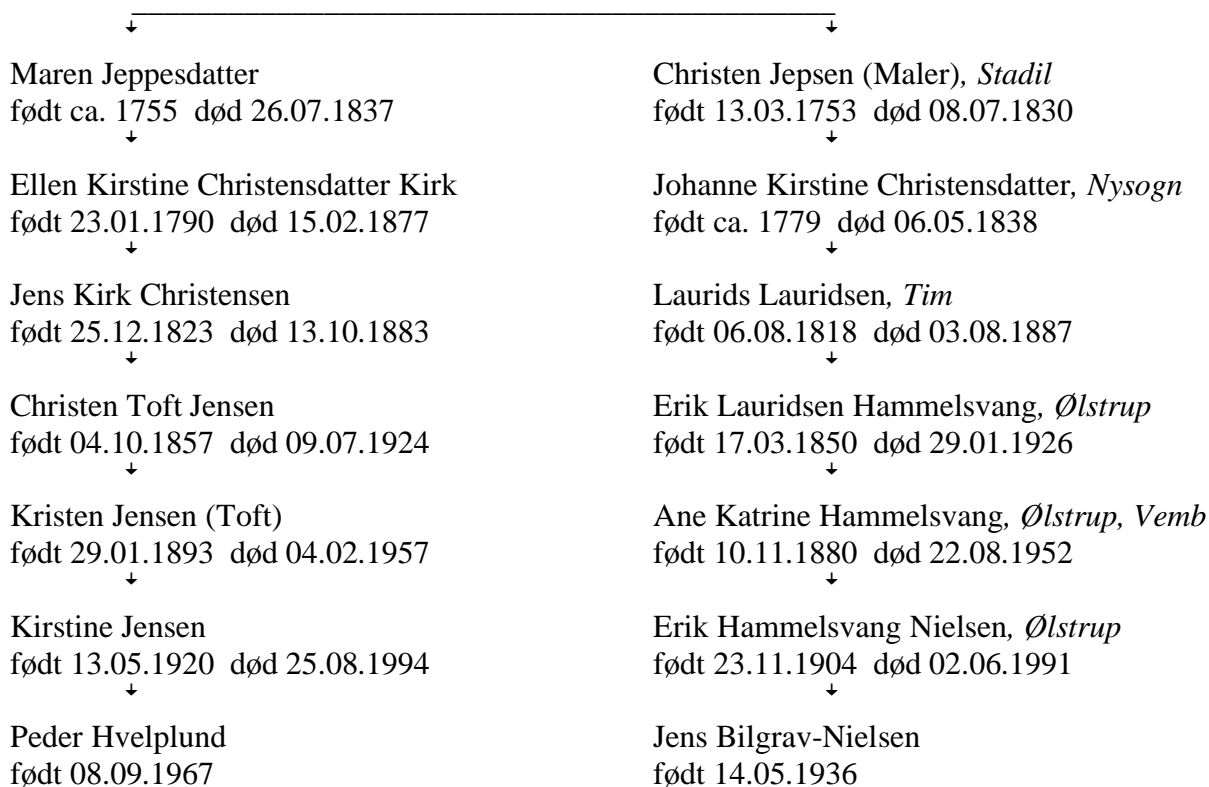 Maren Jeppesdatter
født ca. 1755  død 26.07.1837
Ellen Kirstine Christensdatter Kirk
født 23.01.1790  død 15.02.1877
Jens Kirk Christensen
født 25.12.1823  død 13.10.1883
Christen Toft Jensen
født 04.10.1857  død 09.07.1924
Kristen Jensen (Toft)
født 29.01.1893  død 04.02.1957
Kirstine Jensen
født 13.05.1920  død 25.08.1994
Peder Hvelplund
født 08.09.1967
Christen Jepsen (Maler), Stadil
født 13.03.1753  død 08.07.1830
Johanne Kirstine Christensdatter, Nysogn
født ca. 1779  død 06.05.1838
Laurids Lauridsen, Tim
født 06.08.1818  død 03.08.1887
Erik Lauridsen Hammelsvang, Ølstrup
født 17.03.1850  død 29.01.1926
Ane Katrine Hammelsvang, Ølstrup, Vemb
født 10.11.1880  død 22.08.1952
Erik Hammelsvang Nielsen, Ølstrup
født 23.11.1904  død 02.06.1991
Jens Bilgrav-Nielsen
født 14.05.1936